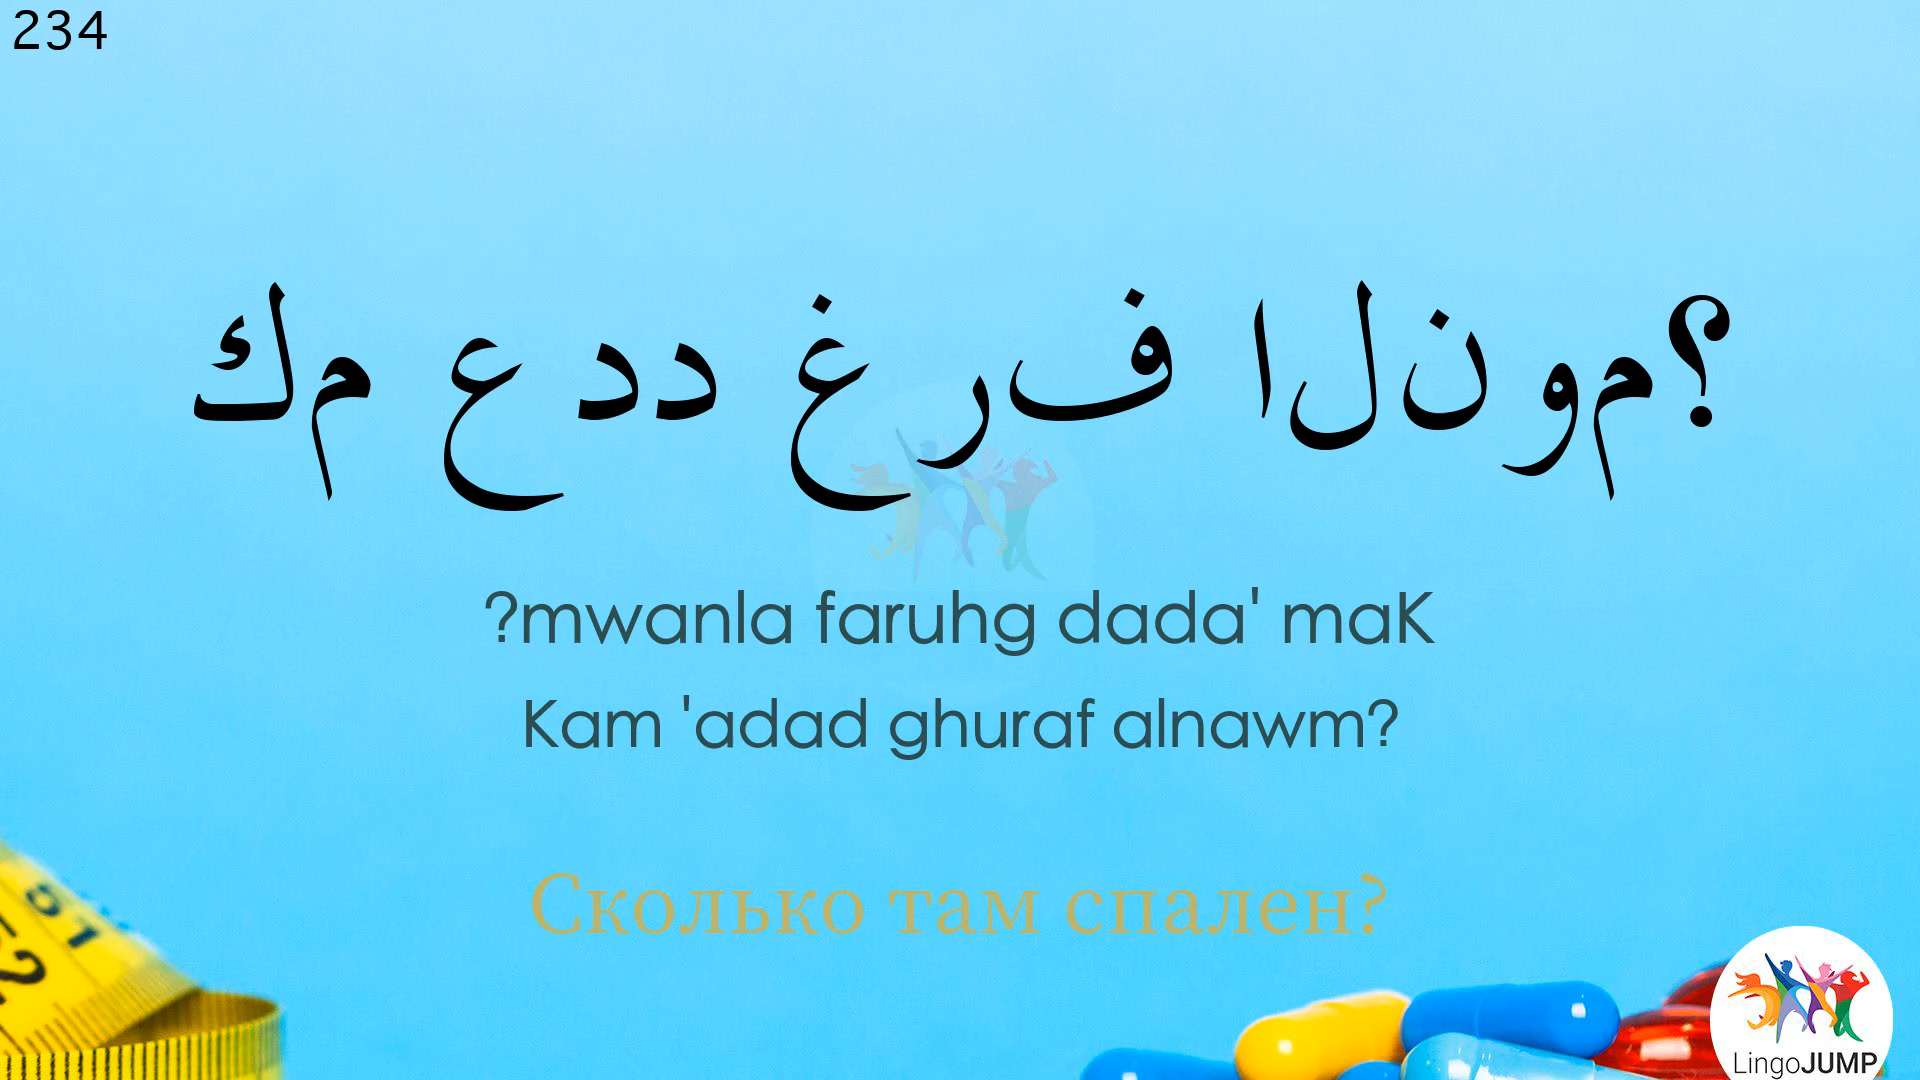 234
كم عدد غرف النوم؟
?mwanla faruhg dada' maK
Kam 'adad ghuraf alnawm?
Сколько там спален?
LingoJUMP